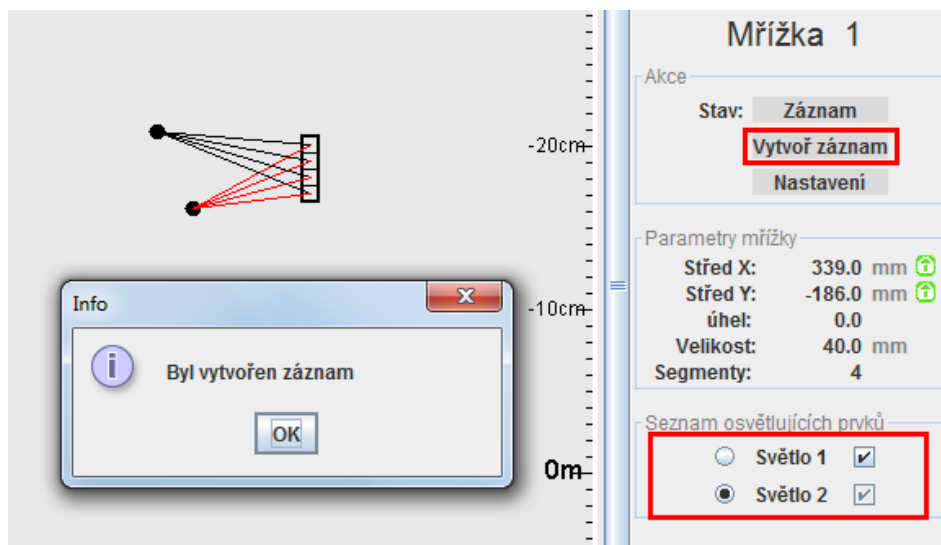 Mřížka 1
Akce
Stav: Záznam
Vytvoř záznam
Nastavení
Parametry mřížky
Střed X: 339.0 mm
Střed Y: -186.0 mm
úhel: 0.0
Velikost: 40.0 mm
Segmenty: 4
Seznam osvětlujících prvků
Světlo 1
Světlo 2
-20cm
-10cm
0m
Info
Byl vytvořen záznam
OK